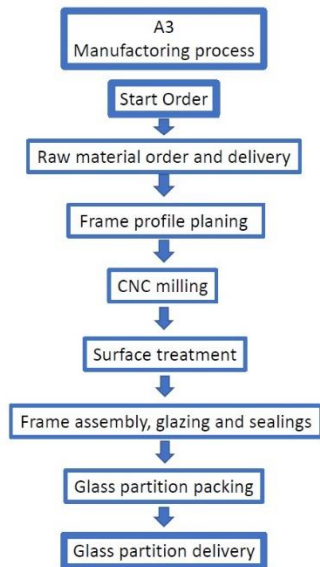 A3
Manufactoring process
Start Order
Raw material order and delivery
Frame profile planing
CNC milling
Surface treatment
Frame assembly, glazing and sealings
Glass partition packing
Glass partition delivery